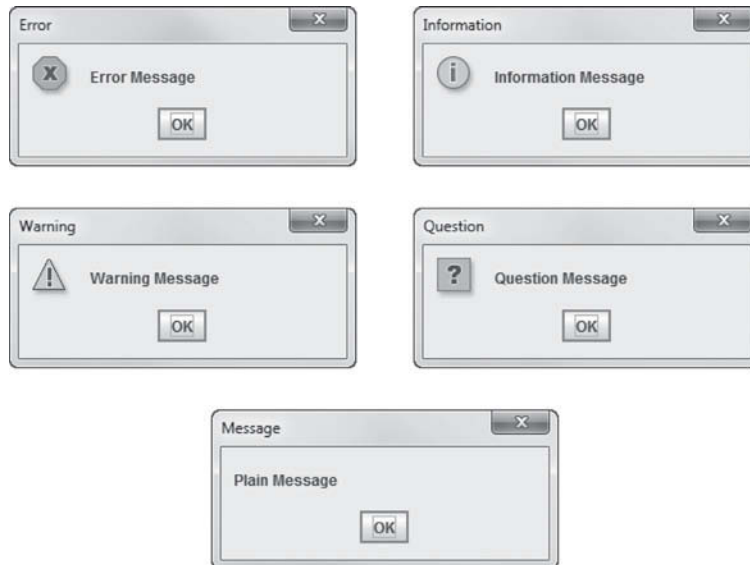 Error
X
Error Message
OK
Information
i
Information Message
OK
Warning
!
Warning Message
OK
Question
?
Question Message
OK
Message
Plain Message
OK